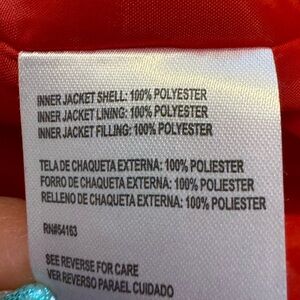 INNER JACKET SHELL: 100% POLYESTER
INNER JACKET LINING: 100% POLYESTER
INNER JACKET FILLING: 100% POLYESTER
TELA DE CHAQUETA EXTERNA: 100% POLIESTER
FORRO DE CHAQUETA EXTERNA: 100% POLIESTER
RELLENO DE CHAQUETA EXTERNA: 100% POLIESTER
RN#54163
SEE REVERSE FOR CARE
VER REVERSO PARAEL CUIDADO